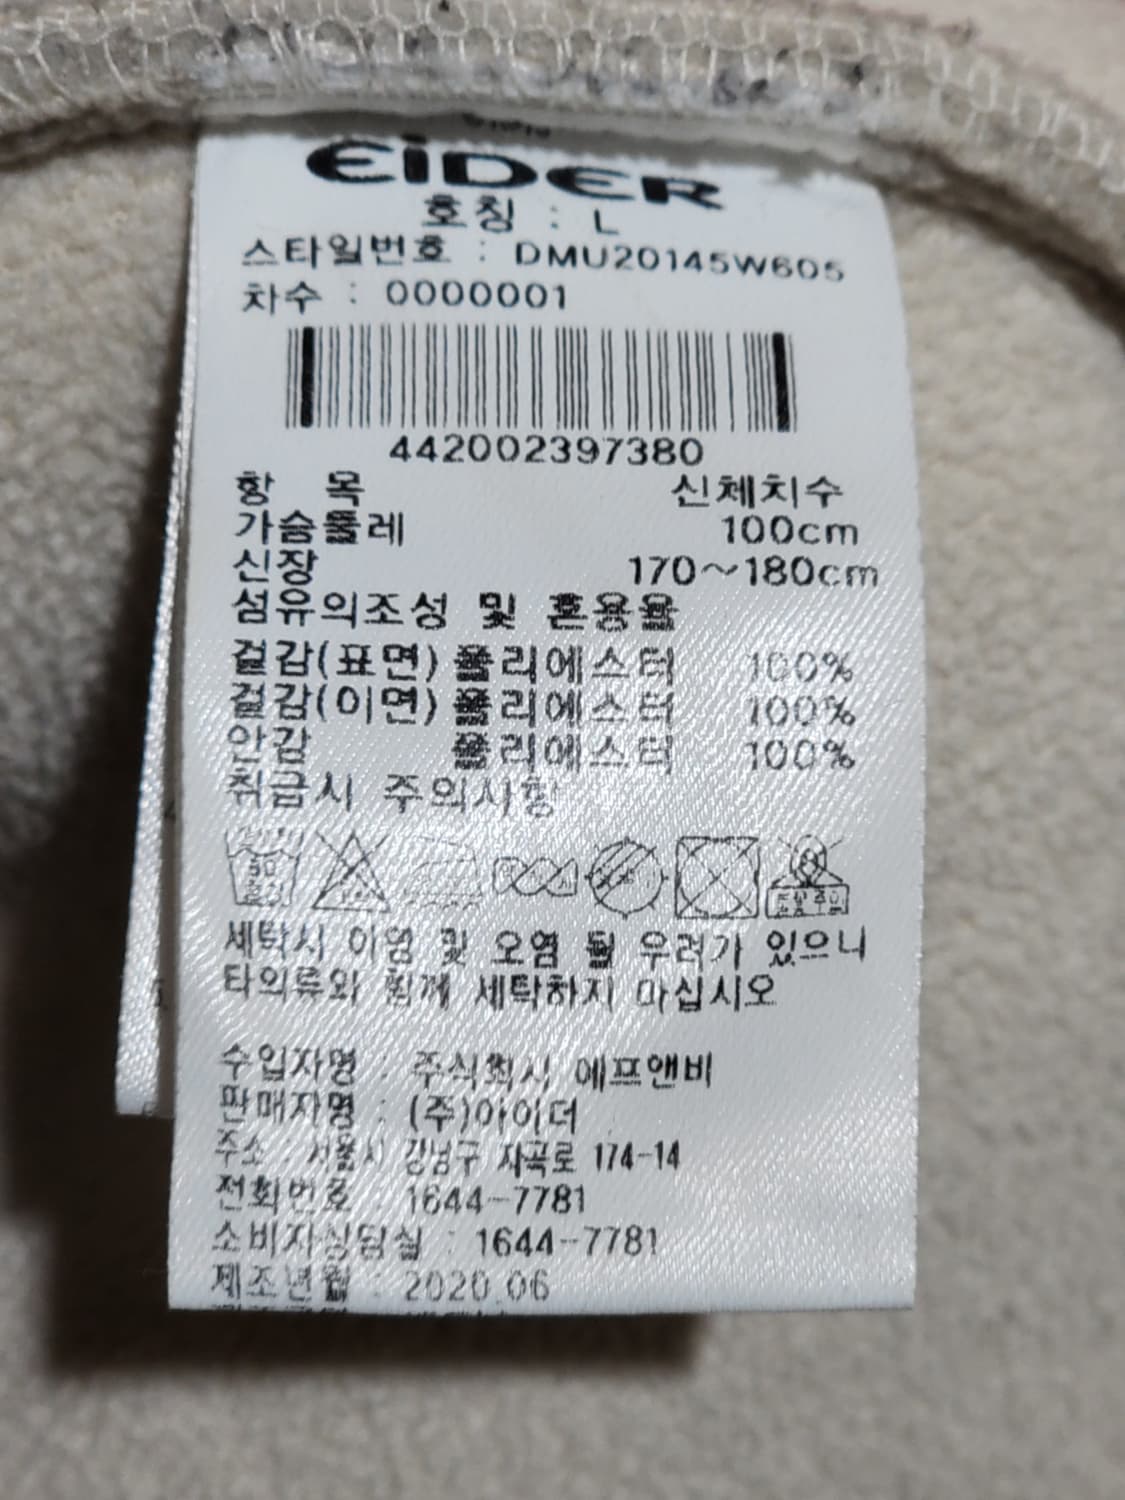 EiDER
호칭 : L
스타일번호 : DMU20145W605
차수 : 0000001
442002397380
항 목 신체치수
가슴둘레 100cm
신장 170~180cm
섬유의조성 및 혼용율
겉감(표면) 폴리에스터 100%
겉감(이면) 폴리에스터 100%
안감 폴리에스터 100%
취급시 주의사항
세탁시 이염 및 오염 될 우려가 있으니
타의류와 함께 세탁하지 마십시오
수입자명 : 주식회사 에프앤비
판매자명 : (주)아이더
주소 : 서울시 강남구 자곡로 174-14
전화번호 : 1644-7781
소비자상담실 : 1644-7781
제조년월 : 2020.06